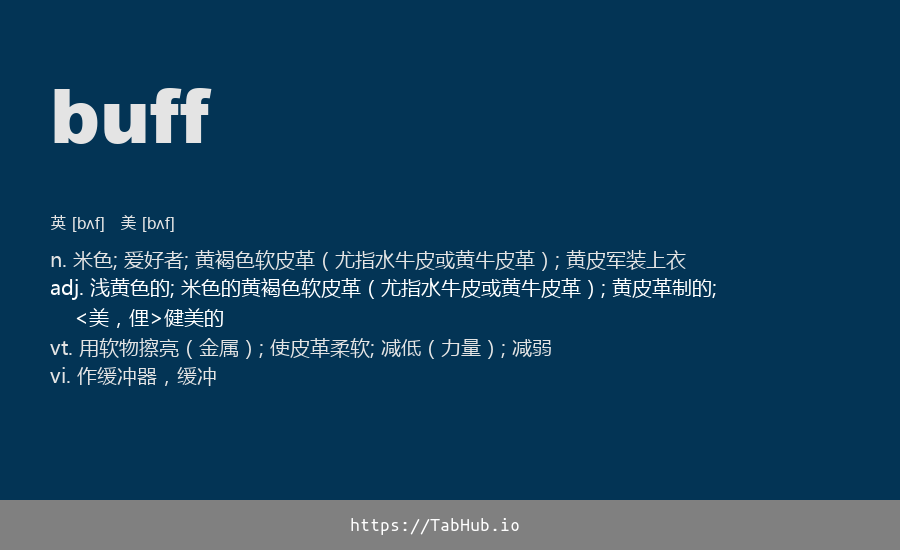 buff
英 [bʌf] 美 [bʌf]
n. 米色; 爱好者; 黄褐色软皮革（尤指水牛皮或黄牛皮革）; 黄皮军装上衣
adj. 浅黄色的; 米色的黄褐色软皮革（尤指水牛皮或黄牛皮革）; 黄皮革制的;
<美，俚>健美的
vt. 用软物擦亮（金属）; 使皮革柔软; 减低（力量）; 减弱
vi. 作缓冲器，缓冲
https://TabHub.io